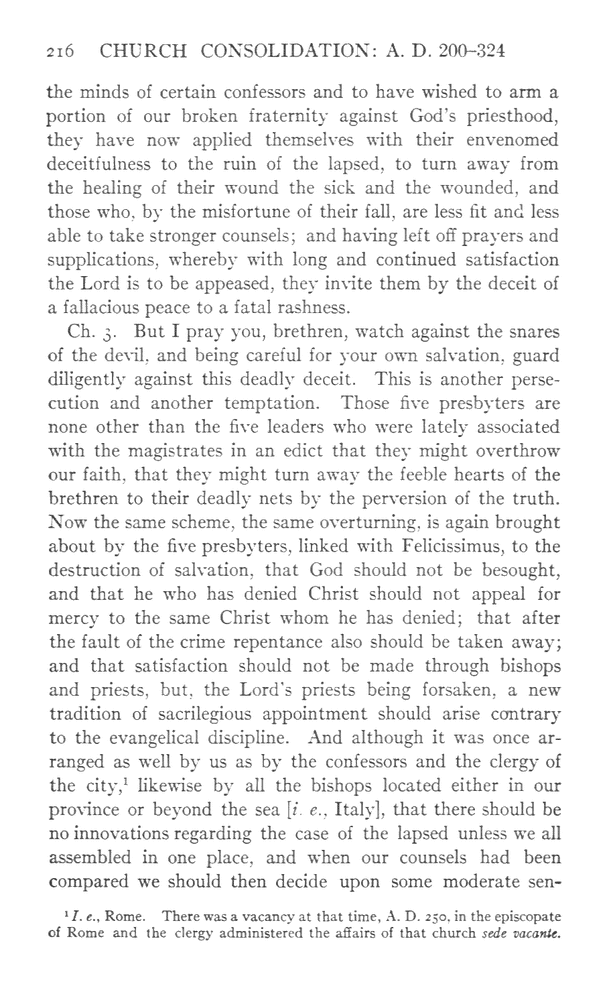 216 CHURCH CONSOLIDATION: A. D. 200–324
the minds of certain confessors and to have wished to arm a
portion of our broken fraternity against God's priesthood,
they have now applied themselves with their envenomed
deceitfulness to the ruin of the lapsed, to turn away from
the healing of their wound the sick and the wounded, and
those who, by the misfortune of their fall, are less fit and less
able to take stronger counsels; and having left off prayers and
supplications, whereby with long and continued satisfaction
the Lord is to be appeased, they invite them by the deceit of
a fallacious peace to a fatal rashness.
Ch. 3. But I pray you, brethren, watch against the snares
of the devil, and being careful for your own salvation, guard
diligently against this deadly deceit. This is another perse-
cution and another temptation. Those five presbyters are
none other than the five leaders who were lately associated
with the magistrates in an edict that they might overthrow
our faith, that they might turn away the feeble hearts of the
brethren to their deadly nets by the perversion of the truth.
Now the same scheme, the same overturning, is again brought
about by the five presbyters, linked with Felicissimus, to the
destruction of salvation, that God should not be besought,
and that he who has denied Christ should not appeal for
mercy to the same Christ whom he has denied; that after
the fault of the crime repentance also should be taken away;
and that satisfaction should not be made through bishops
and priests, but, the Lord's priests being forsaken, a new
tradition of sacrilegious appointment should arise contrary
to the evangelical discipline. And although it was once ar-
ranged as well by us as by the confessors and the clergy of
the city,¹ likewise by all the bishops located either in our
province or beyond the sea [i. e., Italy], that there should be
no innovations regarding the case of the lapsed unless we all
assembled in one place, and when our counsels had been
compared we should then decide upon some moderate sen-
¹ I. e., Rome. There was a vacancy at that time, A. D. 250, in the episcopate
of Rome and the clergy administered the affairs of that church sede vacante.